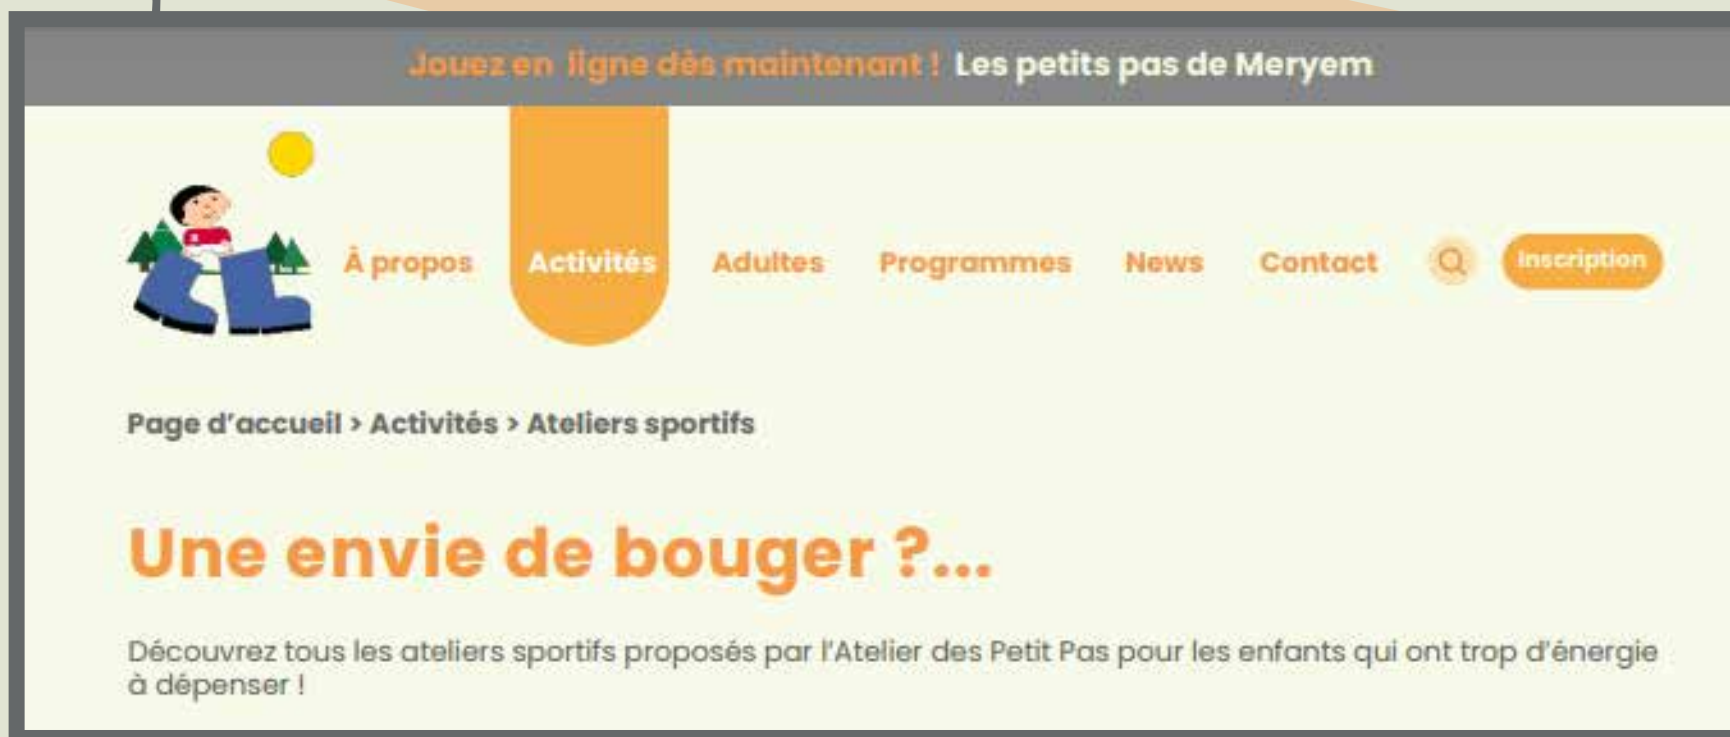 Jouez en ligne dès maintenant ! Les petits pas de Meryem
À propos Activités Adultes Programmes News Contact Inscription
Page d'accueil > Activités > Ateliers sportifs
Une envie de bouger ?...
Découvrez tous les ateliers sportifs proposés par l'Atelier des Petit Pas pour les enfants qui ont trop d'énergie
à dépenser !